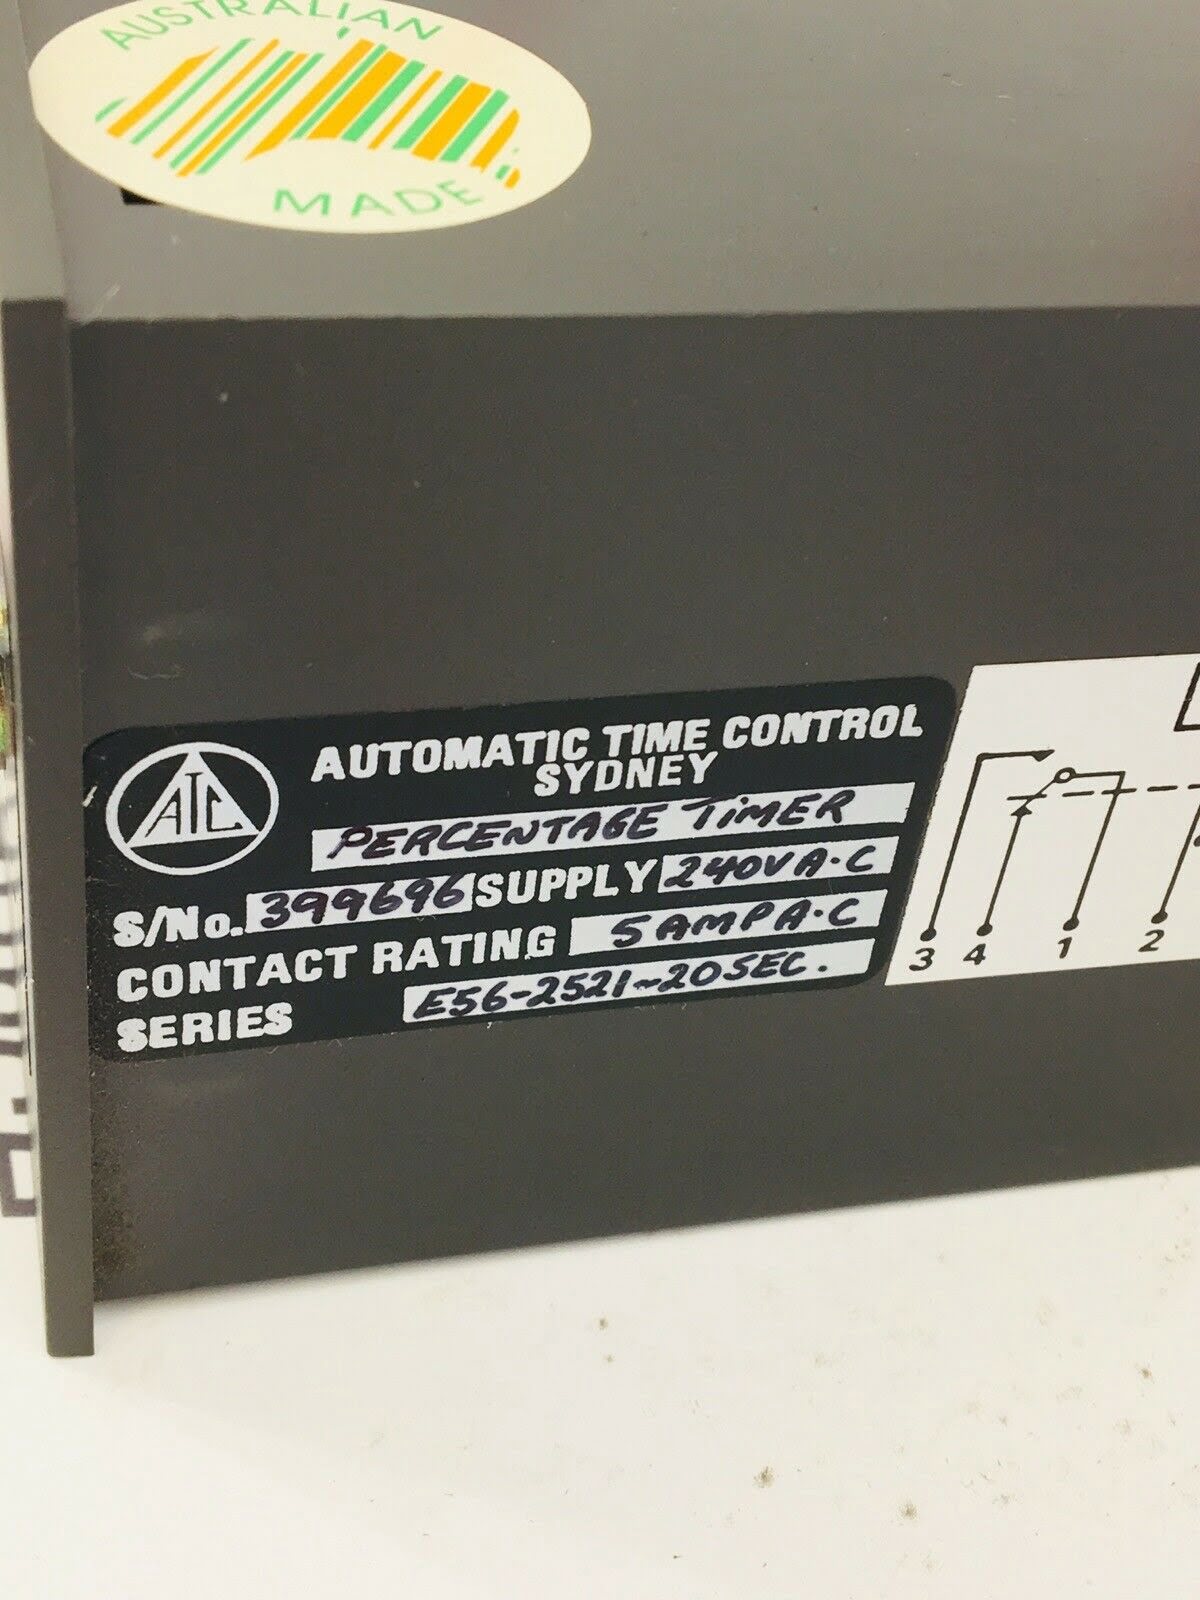 AUSTRALIAN
MADE
ATC
AUTOMATIC TIME CONTROL
SYDNEY
PERCENTAGE TIMER
S/No. 399696 SUPPLY 240V A.C
CONTACT RATING 5 AMP A.C
SERIES E56-2521-20SEC.
3 4 1 2